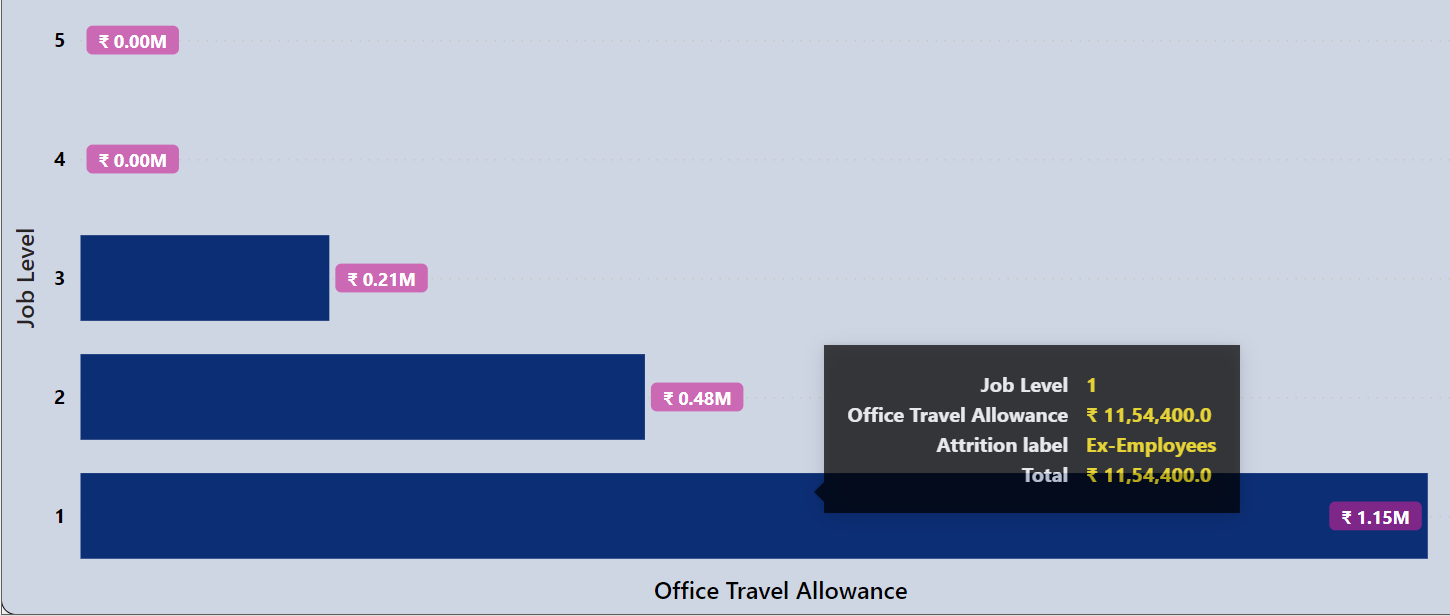 5 ₹ 0.00M
4 ₹ 0.00M
Job Level
3 ₹ 0.21M
2 ₹ 0.48M
Job Level 1
Office Travel Allowance ₹ 11,54,400.0
Attrition label Ex-Employees
Total ₹ 11,54,400.0
1 ₹ 1.15M
Office Travel Allowance